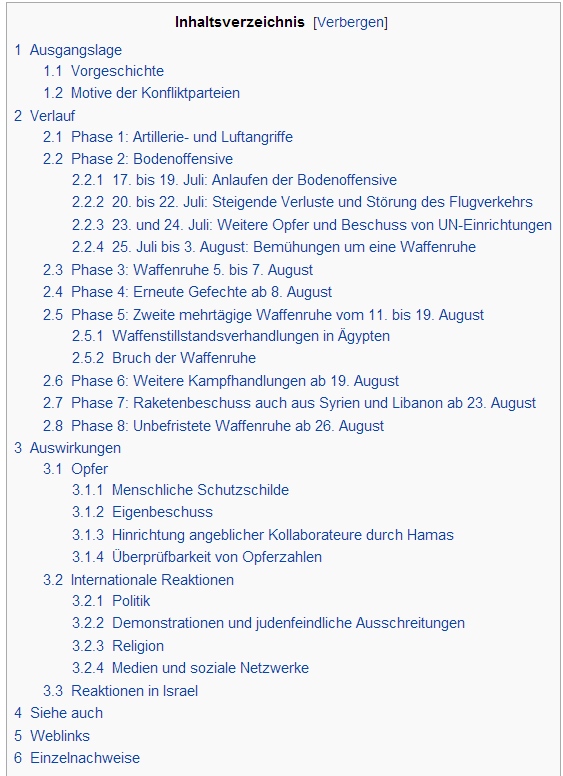 Inhaltsverzeichnis [Verbergen]
1 Ausgangslage
1.1 Vorgeschichte
1.2 Motive der Konfliktparteien
2 Verlauf
2.1 Phase 1: Artillerie- und Luftangriffe
2.2 Phase 2: Bodenoffensive
2.2.1 17. bis 19. Juli: Anlaufen der Bodenoffensive
2.2.2 20. bis 22. Juli: Steigende Verluste und Störung des Flugverkehrs
2.2.3 23. und 24. Juli: Weitere Opfer und Beschuss von UN-Einrichtungen
2.2.4 25. Juli bis 3. August: Bemühungen um eine Waffenruhe
2.3 Phase 3: Waffenruhe 5. bis 7. August
2.4 Phase 4: Erneute Gefechte ab 8. August
2.5 Phase 5: Zweite mehrtägige Waffenruhe vom 11. bis 19. August
2.5.1 Waffenstillstandsverhandlungen in Ägypten
2.5.2 Bruch der Waffenruhe
2.6 Phase 6: Weitere Kampfhandlungen ab 19. August
2.7 Phase 7: Raketenbeschuss auch aus Syrien und Libanon ab 23. August
2.8 Phase 8: Unbefristete Waffenruhe ab 26. August
3 Auswirkungen
3.1 Opfer
3.1.1 Menschliche Schutzschilde
3.1.2 Eigenbeschuss
3.1.3 Hinrichtung angeblicher Kollaborateure durch Hamas
3.1.4 Überprüfbarkeit von Opferzahlen
3.2 Internationale Reaktionen
3.2.1 Politik
3.2.2 Demonstrationen und judenfeindliche Ausschreitungen
3.2.3 Religion
3.2.4 Medien und soziale Netzwerke
3.3 Reaktionen in Israel
4 Siehe auch
5 Weblinks
6 Einzelnachweise